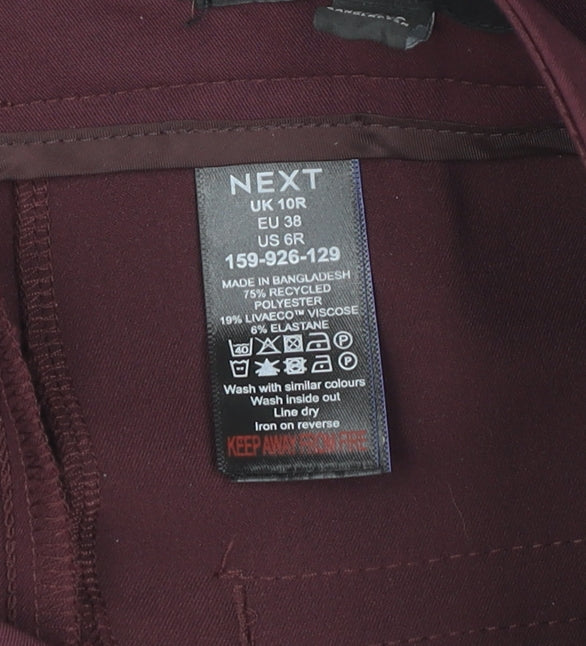 NEXT
UK 10R
EU 38
US 6R
159-926-129
MADE IN BANGLADESH
75% RECYCLED
POLYESTER
19% LIVAECO™ VISCOSE
6% ELASTANE
40 P
P
Wash with similar colours
Wash inside out
Line dry
Iron on reverse
KEEP AWAY FROM FIRE